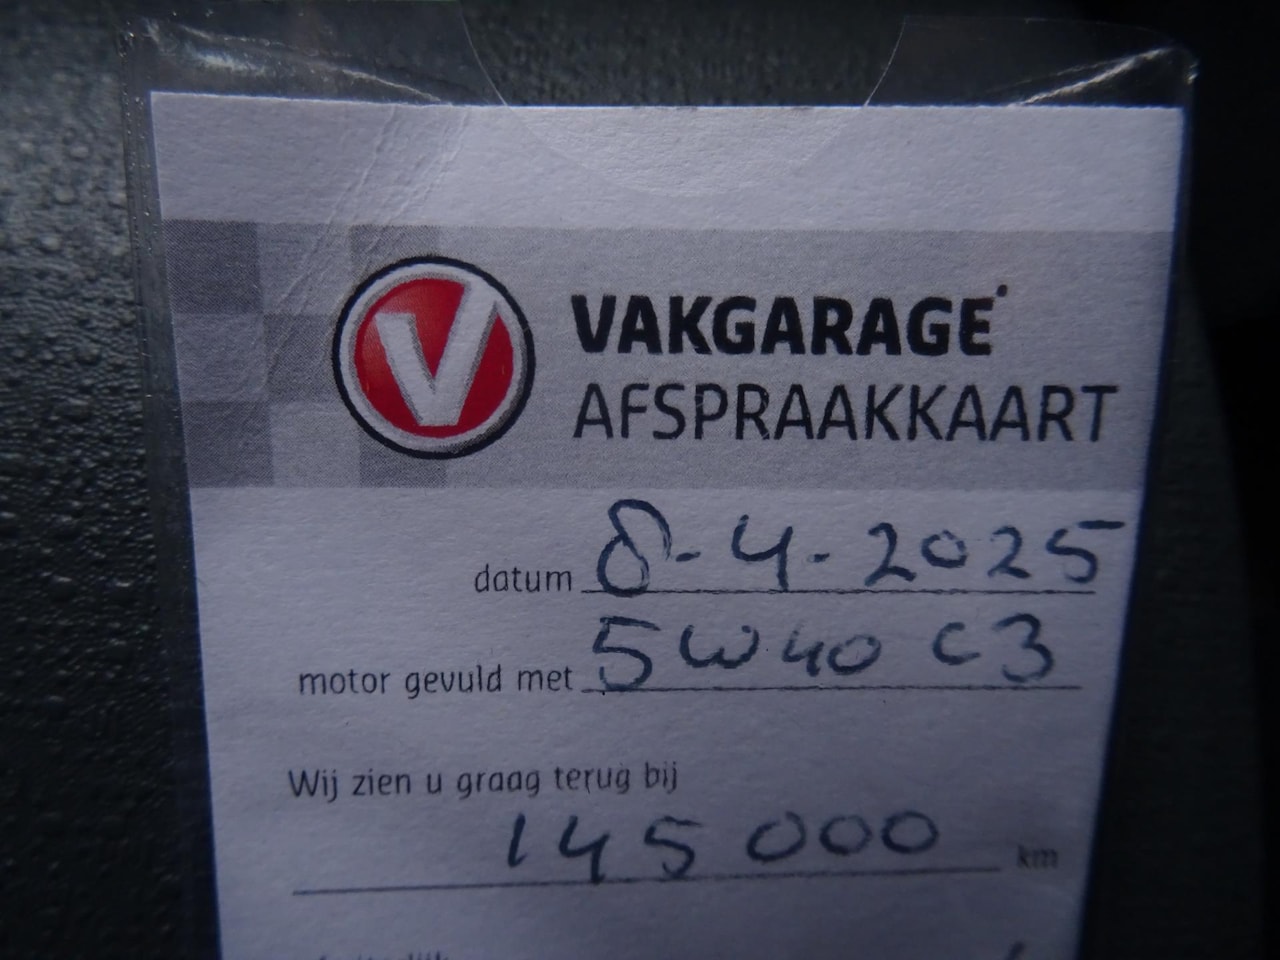 V
VAKGARAGE
AFSPRAAKKAART
datum 8-4-2025
motor gevuld met 5W40 C3
Wij zien u graag terug bij
145000 km